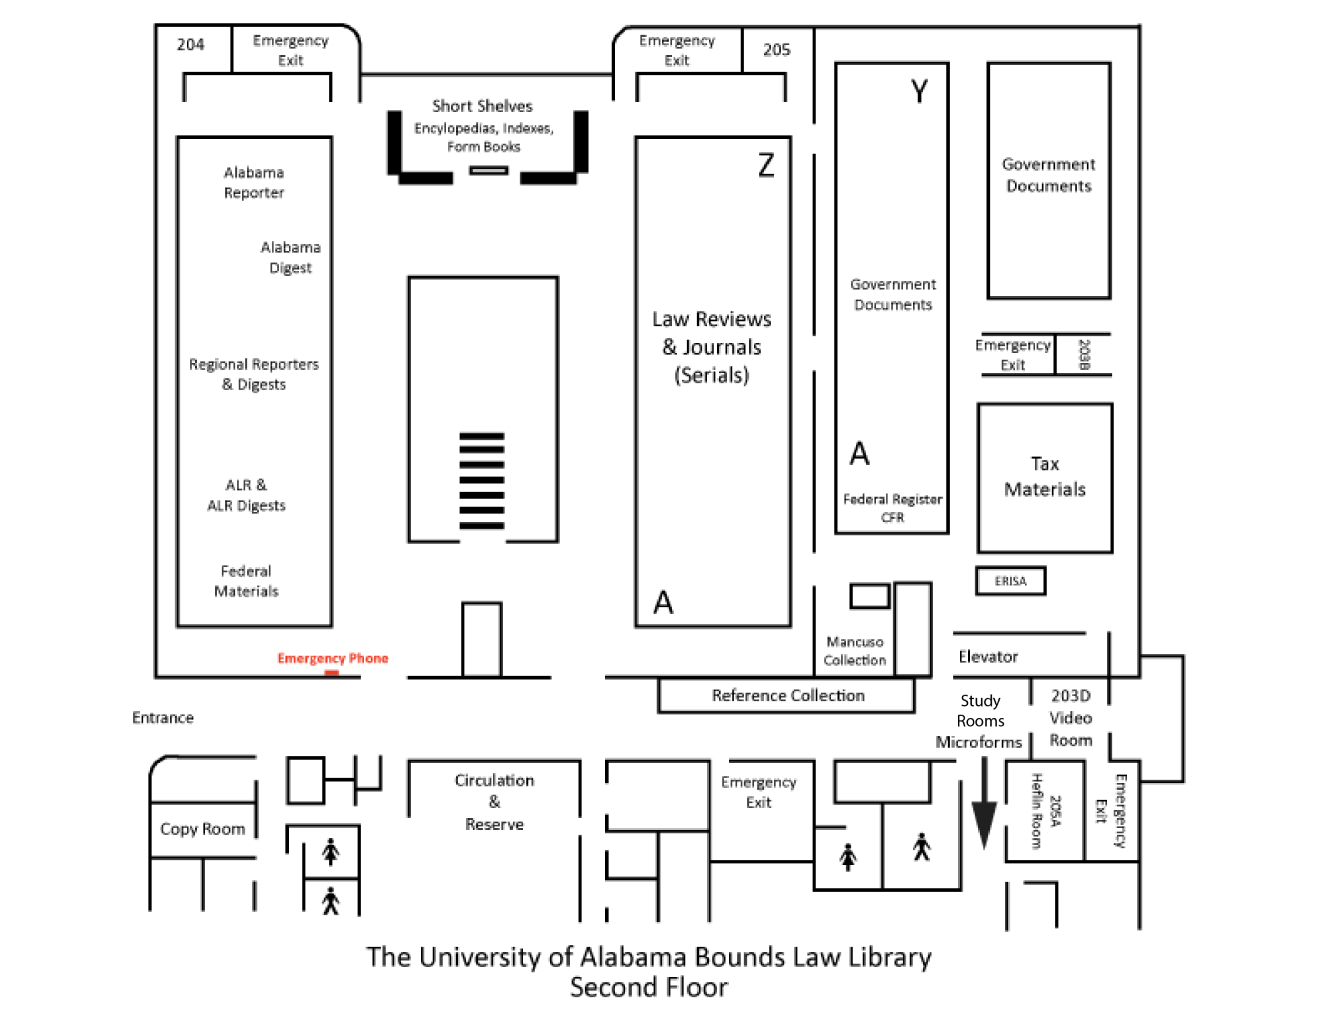 204
Emergency
Exit
Emergency
Exit
205
Short Shelves
Encylopedias, Indexes,
Form Books
Y
Z
Government
Documents
Alabama
Reporter
Alabama
Digest
Government
Documents
Law Reviews
& Journals
(Serials)
Emergency
Exit
203B
Regional Reporters
& Digests
A
Tax
Materials
ALR &
ALR Digests
Federal Register
CFR
Federal
Materials
ERISA
A
Mancuso
Collection
Emergency Phone
Elevator
Reference Collection
Entrance
Study
Rooms
Microforms
203D
Video
Room
Circulation
&
Reserve
Emergency
Exit
205A
Heflin Room
Emergency
Exit
Copy Room
The University of Alabama Bounds Law Library
Second Floor